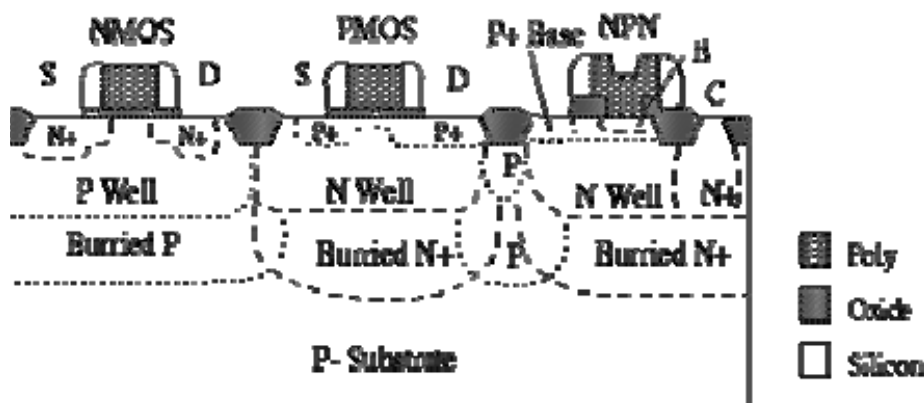 NMOS PMOS P+ Base NPN
S D S D B C
N+ N+ P+ P+ P
P Well N Well N Well N+
Burried P Burried N+ P Burried N+
Poly
Oxide
P- Substrate
Silicon